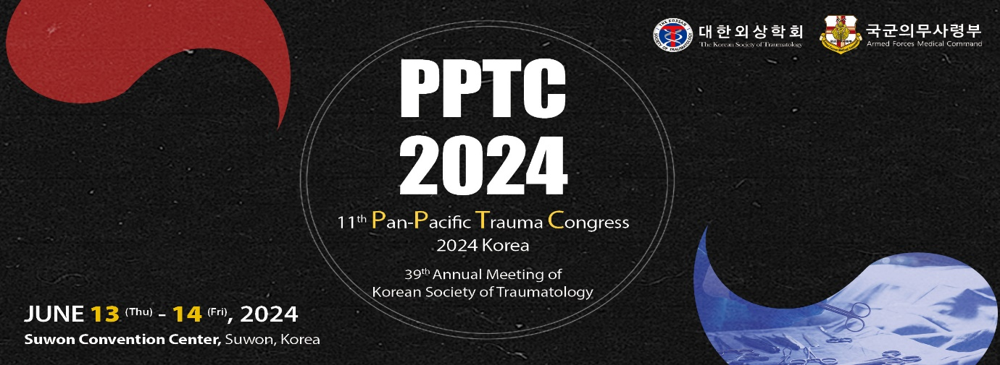 대한외상학회
The Korean Society of Traumatology
국군의무사령부
Armed Forces Medical Command
PPTC
2024
11th Pan-Pacific Trauma Congress
2024 Korea
39th Annual Meeting of
Korean Society of Traumatology
JUNE 13 (Thu) - 14 (Fri), 2024
Suwon Convention Center, Suwon, Korea